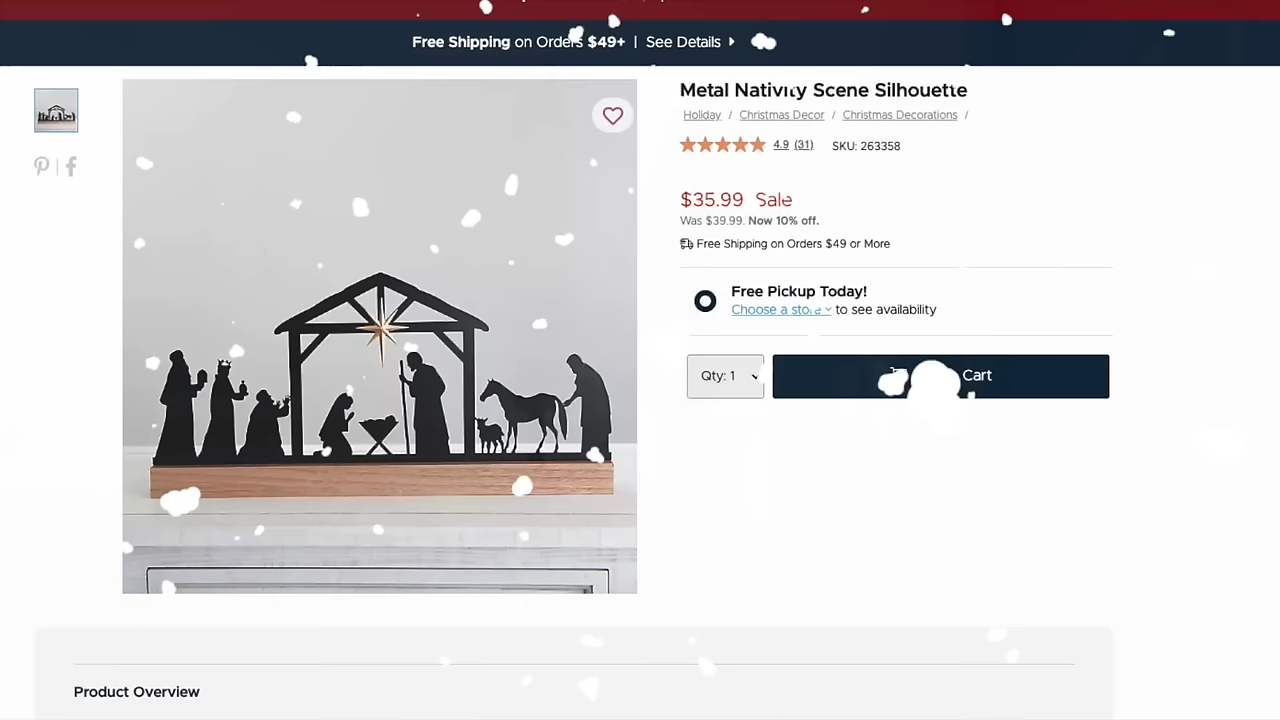 Free Shipping on Orders $49+ | See Details
Metal Nativity Scene Silhouette
Holiday / Christmas Decor / Christmas Decorations /
4.9 (31) SKU: 263358
$35.99 Sale
Was $39.99. Now 10% off.
Free Shipping on Orders $49 or More
Free Pickup Today!
Choose a store to see availability
Qty: 1
Cart
Product Overview